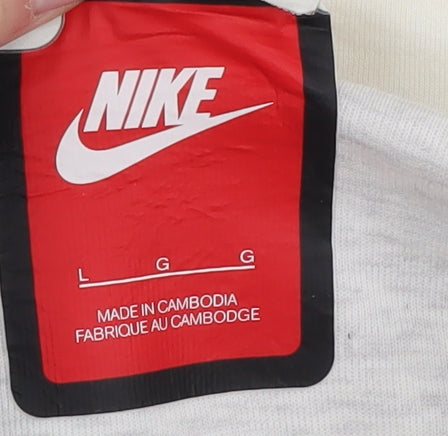 NIKE
L G G
MADE IN CAMBODIA
FABRIQUE AU CAMBODGE